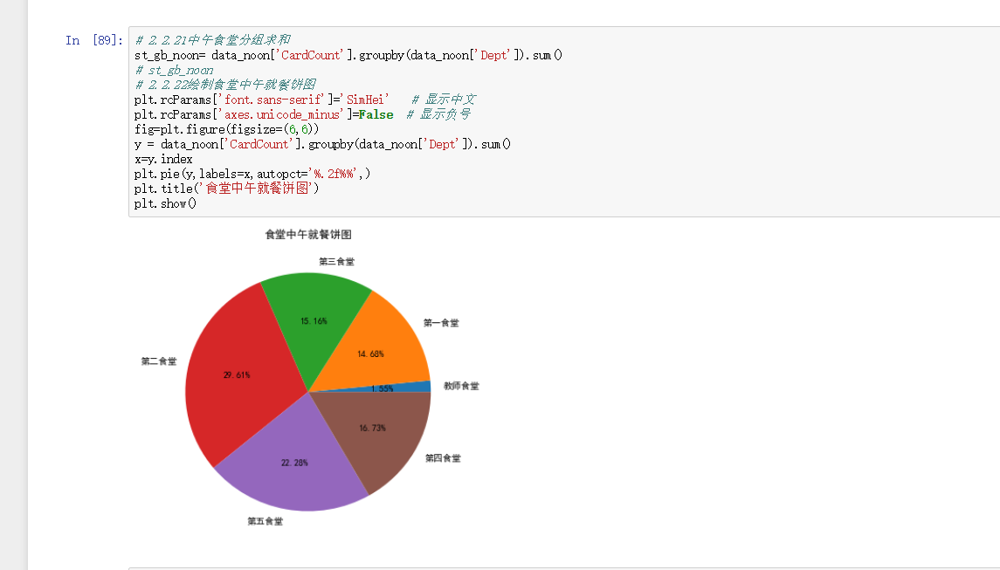 In [89]:
# 2.2.21中午食堂分组求和
st_gb_noon= data_noon['CardCount'].groupby(data_noon['Dept']).sum()
# st_gb_noon
# 2.2.22绘制食堂中午就餐饼图
plt.rcParams['font.sans-serif']='SimHei'   # 显示中文
plt.rcParams['axes.unicode_minus']=False  # 显示负号
fig=plt.figure(figsize=(6,6))
y = data_noon['CardCount'].groupby(data_noon['Dept']).sum()
x=y.index
plt.pie(y,labels=x,autopct='%.2f%%',)
plt.title('食堂中午就餐饼图')
plt.show()
食堂中午就餐饼图
第三食堂
15.16%
第一食堂
14.68%
第二食堂
29.61%
教师食堂
1.55%
16.73%
第四食堂
22.28%
第五食堂